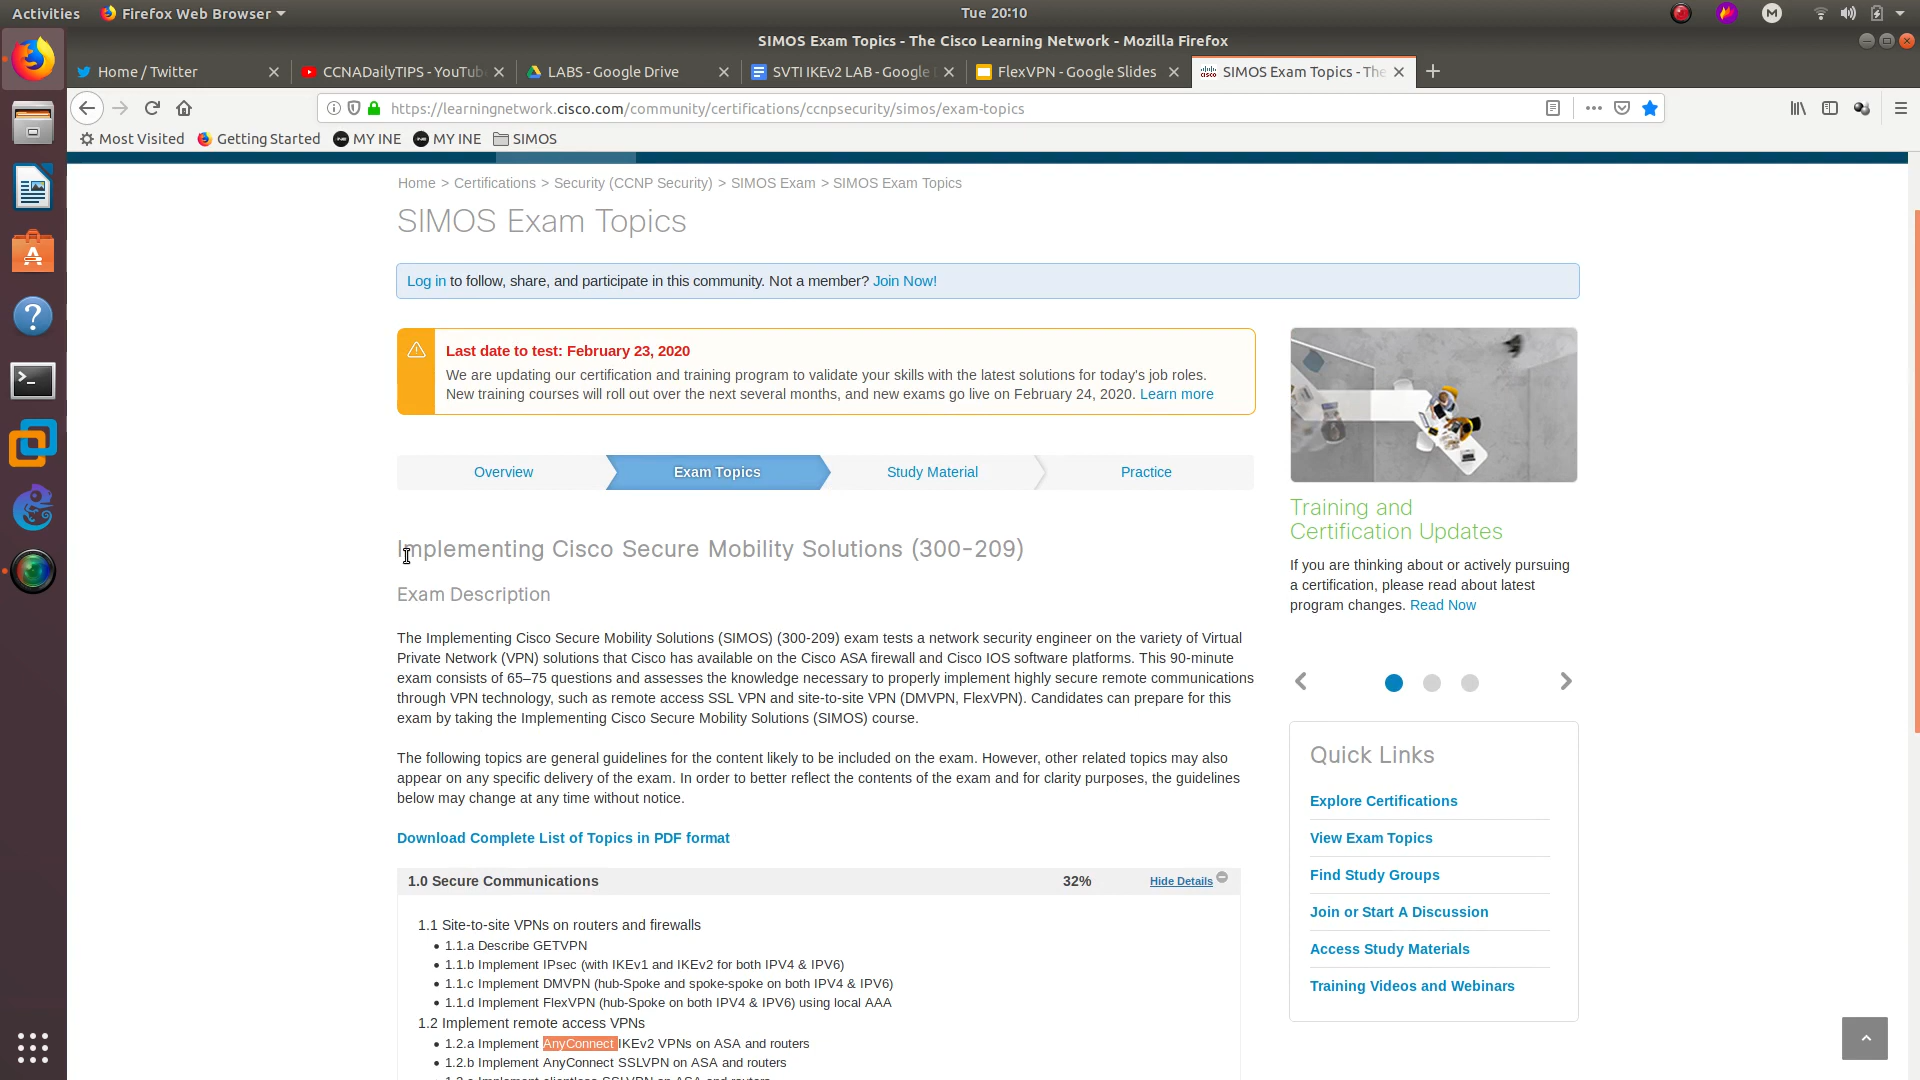 Activities Firefox Web Browser Tue 20:10
SIMOS Exam Topics - The Cisco Learning Network - Mozilla Firefox
Home / Twitter CCNADailyTIPS - YouTub LABS - Google Drive SVTI IKEv2 LAB - Google FlexVPN - Google Slides SIMOS Exam Topics - The
https://learningnetwork.cisco.com/community/certifications/ccnpsecurity/simos/exam-topics
Most Visited Getting Started MY INE MY INE SIMOS
Home > Certifications > Security (CCNP Security) > SIMOS Exam > SIMOS Exam Topics
SIMOS Exam Topics
Log in to follow, share, and participate in this community. Not a member? Join Now!
Last date to test: February 23, 2020
We are updating our certification and training program to validate your skills with the latest solutions for today's job roles.
New training courses will roll out over the next several months, and new exams go live on February 24, 2020. Learn more
Overview Exam Topics Study Material Practice
Implementing Cisco Secure Mobility Solutions (300-209)
Exam Description
The Implementing Cisco Secure Mobility Solutions (SIMOS) (300-209) exam tests a network security engineer on the variety of Virtual
Private Network (VPN) solutions that Cisco has available on the Cisco ASA firewall and Cisco IOS software platforms. This 90-minute
exam consists of 65–75 questions and assesses the knowledge necessary to properly implement highly secure remote communications
through VPN technology, such as remote access SSL VPN and site-to-site VPN (DMVPN, FlexVPN). Candidates can prepare for this
exam by taking the Implementing Cisco Secure Mobility Solutions (SIMOS) course.
The following topics are general guidelines for the content likely to be included on the exam. However, other related topics may also
appear on any specific delivery of the exam. In order to better reflect the contents of the exam and for clarity purposes, the guidelines
below may change at any time without notice.
Download Complete List of Topics in PDF format
1.0 Secure Communications 32% Hide Details
1.1 Site-to-site VPNs on routers and firewalls
• 1.1.a Describe GETVPN
• 1.1.b Implement IPsec (with IKEv1 and IKEv2 for both IPV4 & IPV6)
• 1.1.c Implement DMVPN (hub-Spoke and spoke-spoke on both IPV4 & IPV6)
• 1.1.d Implement FlexVPN (hub-Spoke on both IPV4 & IPV6) using local AAA
1.2 Implement remote access VPNs
• 1.2.a Implement AnyConnect IKEv2 VPNs on ASA and routers
• 1.2.b Implement AnyConnect SSLVPN on ASA and routers
Training and
Certification Updates
If you are thinking about or actively pursuing
a certification, please read about latest
program changes. Read Now
Quick Links
Explore Certifications
View Exam Topics
Find Study Groups
Join or Start A Discussion
Access Study Materials
Training Videos and Webinars